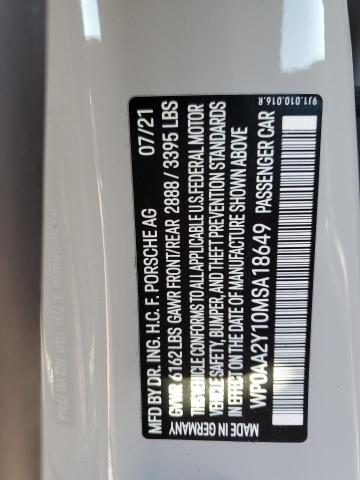 9J1.010.016.R
MFD BY DR. ING. H.C. F. PORSCHE AG 07/21
GVWR 6162 LBS GAWR FRONT/REAR 2888 / 3395 LBS
THIS VEHICLE CONFORMS TO ALL APPLICABLE U.S. FEDERAL MOTOR
VEHICLE SAFETY, BUMPER, AND THEFT PREVENTION STANDARDS
IN EFFECT ON THE DATE OF MANUFACTURE SHOWN ABOVE
WP0AA2Y10MSA18649 PASSENGER CAR
MADE IN GERMANY